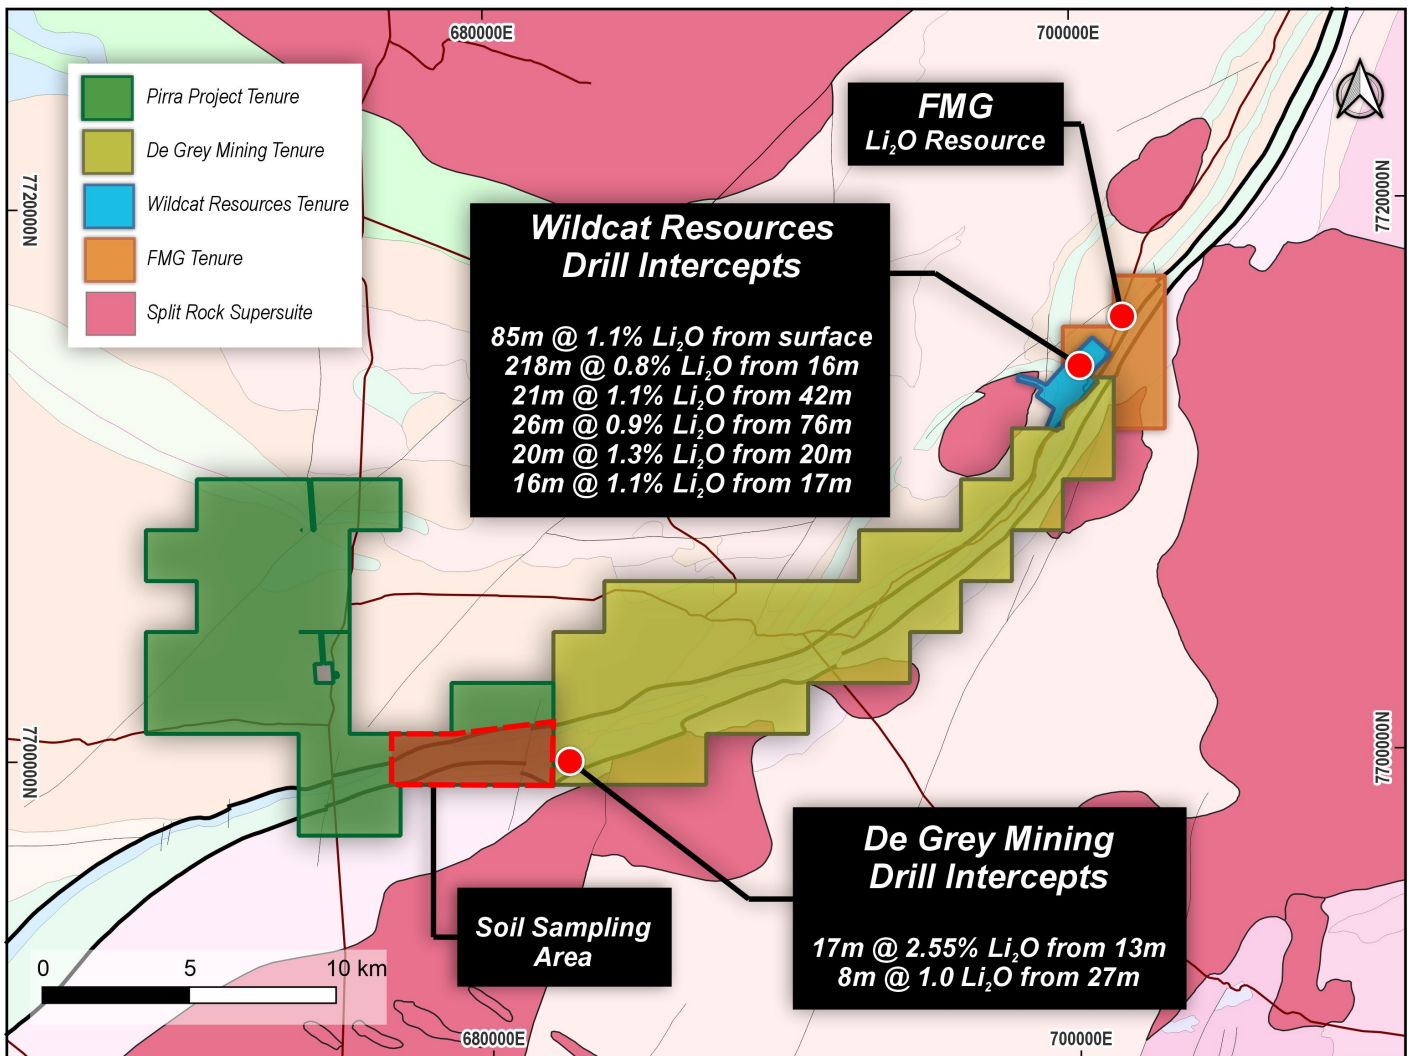 680000E
700000E
Pirra Project Tenure
De Grey Mining Tenure
Wildcat Resources Tenure
FMG Tenure
Split Rock Supersuite
FMG
Li₂O Resource
7720000N
7720000N
Wildcat Resources
Drill Intercepts
85m @ 1.1% Li₂O from surface
218m @ 0.8% Li₂O from 16m
21m @ 1.1% Li₂O from 42m
26m @ 0.9% Li₂O from 76m
20m @ 1.3% Li₂O from 20m
16m @ 1.1% Li₂O from 17m
7700000N
7700000N
De Grey Mining
Drill Intercepts
17m @ 2.55% Li₂O from 13m
8m @ 1.0 Li₂O from 27m
Soil Sampling
Area
0 5 10 km
680000E
700000E